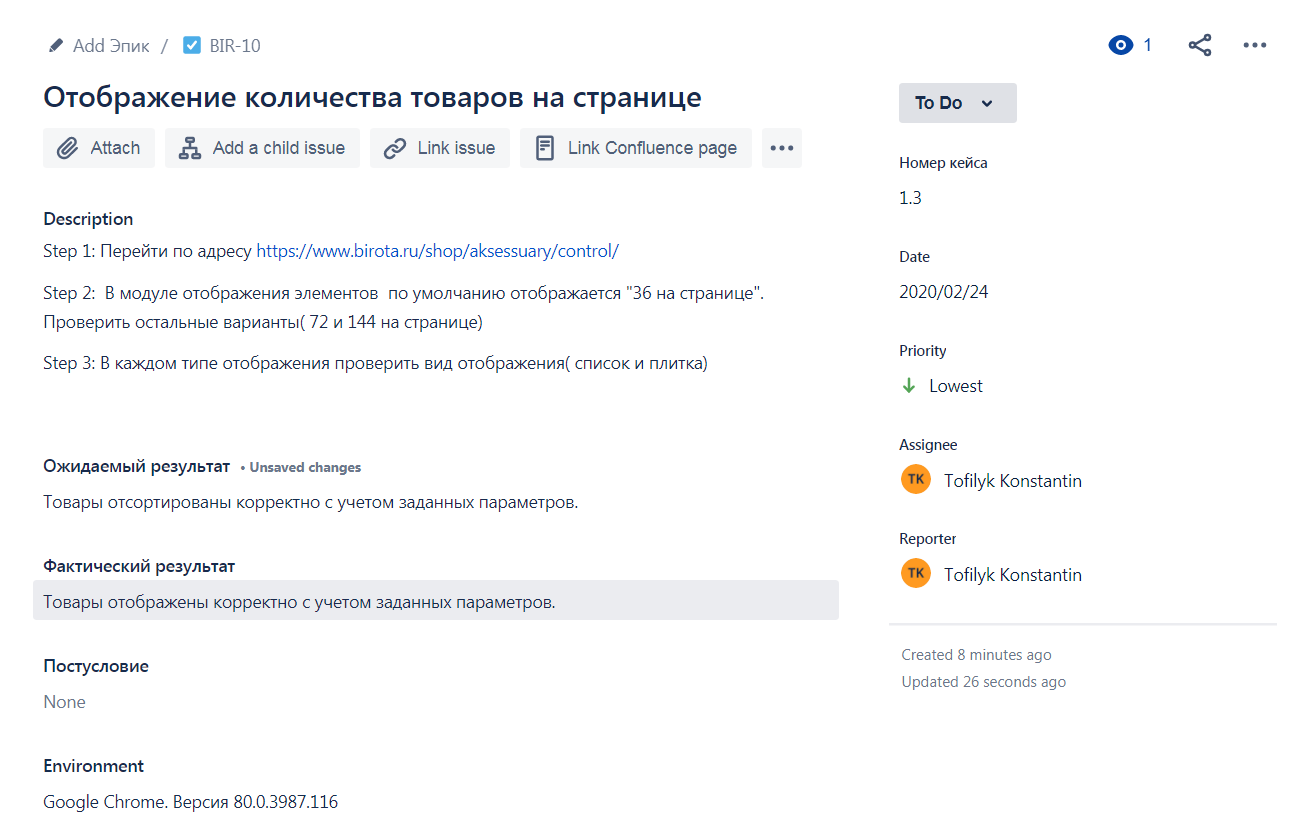 Add Эпик / BIR-10
1
Отображение количества товаров на странице
To Do
Attach
Add a child issue
Link issue
Link Confluence page
Номер кейса
1.3
Description
Step 1: Перейти по адресу https://www.birota.ru/shop/aksessuary/control/
Step 2:  В модуле отображения элементов  по умолчанию отображается "36 на странице".
Проверить остальные варианты( 72 и 144 на странице)
Step 3: В каждом типе отображения проверить вид отображения( список и плитка)
Date
2020/02/24
Priority
Lowest
Assignee
TK Tofilyk Konstantin
Reporter
TK Tofilyk Konstantin
Ожидаемый результат • Unsaved changes
Товары отсортированы корректно с учетом заданных параметров.
Фактический результат
Товары отображены корректно с учетом заданных параметров.
Created 8 minutes ago
Updated 26 seconds ago
Постусловие
None
Environment
Google Chrome. Версия 80.0.3987.116